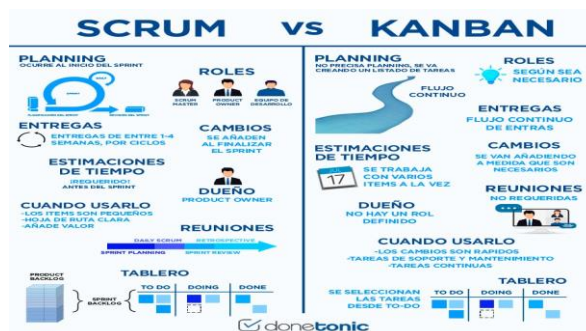 SCRUM VS KANBAN
PLANNING
OCURRE AL INICIO DEL SPRINT
ROLES
SCRUM MASTER
PRODUCT OWNER
EQUIPO DE DESARROLLO
ENTREGAS
ENTREGAS DE ENTRE 1-4
SEMANAS, POR CICLOS
CAMBIOS
SE AÑADEN
AL FINALIZAR
EL SPRINT
ESTIMACIONES
DE TIEMPO
¡REQUERIDO!
ANTES DEL SPRINT
DUEÑO
PRODUCT OWNER
CUANDO USARLO
-LOS ITEMS SON PEQUEÑOS
-HOJA DE RUTA CLARA
-AÑADE VALOR
REUNIONES
DAILY SCRUM RETROSPECTIVE
SPRINT PLANNING SPRINT REVIEW
TABLERO
PRODUCT
BACKLOG
SPRINT
BACKLOG
TO DO DOING DONE
PLANNING
NO PRECISA PLANNING, SE VA
CREANDO UN LISTADO DE TAREAS
FLUJO
CONTINUO
ROLES
SEGÚN SEA
NECESARIO
ENTREGAS
FLUJO CONTINUO
DE ENTRAS
ESTIMACIONES
DE TIEMPO
17
SE TRABAJA
CON VARIOS
ITEMS A LA VEZ
CAMBIOS
SE VAN AÑADIENDO
A MEDIDA QUE SON
NECESARIOS
DUEÑO
NO HAY UN ROL
DEFINIDO
REUNIONES
NO REQUERIDAS
CUANDO USARLO
-LOS CAMBIOS SON RAPIDOS
-TAREAS DE SOPORTE Y MANTENIMIENTO
-TAREAS CONTINUAS
TABLERO
SE SELECCIONAN
LAS TAREAS
DESDE TO-DO
TO DO DOING DONE
donetonic